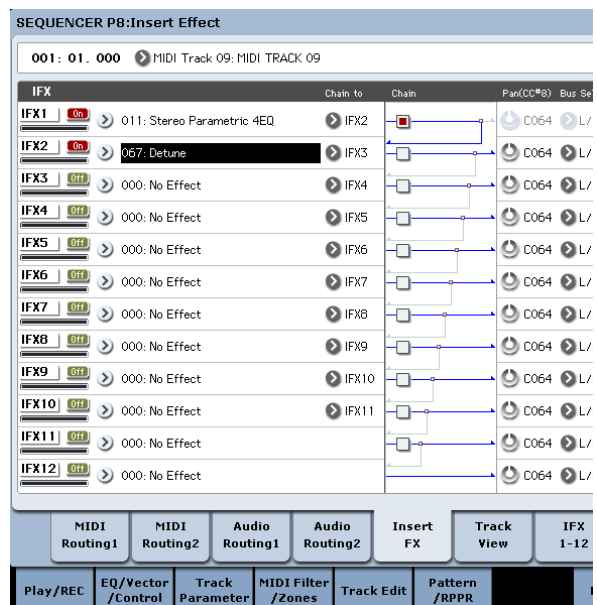 SEQUENCER P8:Insert Effect
001: 01. 000 MIDI Track 09: MIDI TRACK 09
IFX Chain to Chain Pan(CC#8) Bus Se
IFX1 On 011: Stereo Parametric 4EQ IFX2 C064 L/
IFX2 On 067: Detune IFX3 C064 L/
IFX3 Off 000: No Effect IFX4 C064 L/
IFX4 Off 000: No Effect IFX5 C064 L/
IFX5 Off 000: No Effect IFX6 C064 L/
IFX6 Off 000: No Effect IFX7 C064 L/
IFX7 Off 000: No Effect IFX8 C064 L/
IFX8 Off 000: No Effect IFX9 C064 L/
IFX9 Off 000: No Effect IFX10 C064 L/
IFX10 Off 000: No Effect IFX11 C064 L/
IFX11 Off 000: No Effect C064 L/
IFX12 Off 000: No Effect C064 L/
MIDI Routing1 MIDI Routing2 Audio Routing1 Audio Routing2 Insert FX Track View IFX 1-12
Play/REC EQ/Vector /Control Track Parameter MIDI Filter /Zones Track Edit Pattern /RPPR